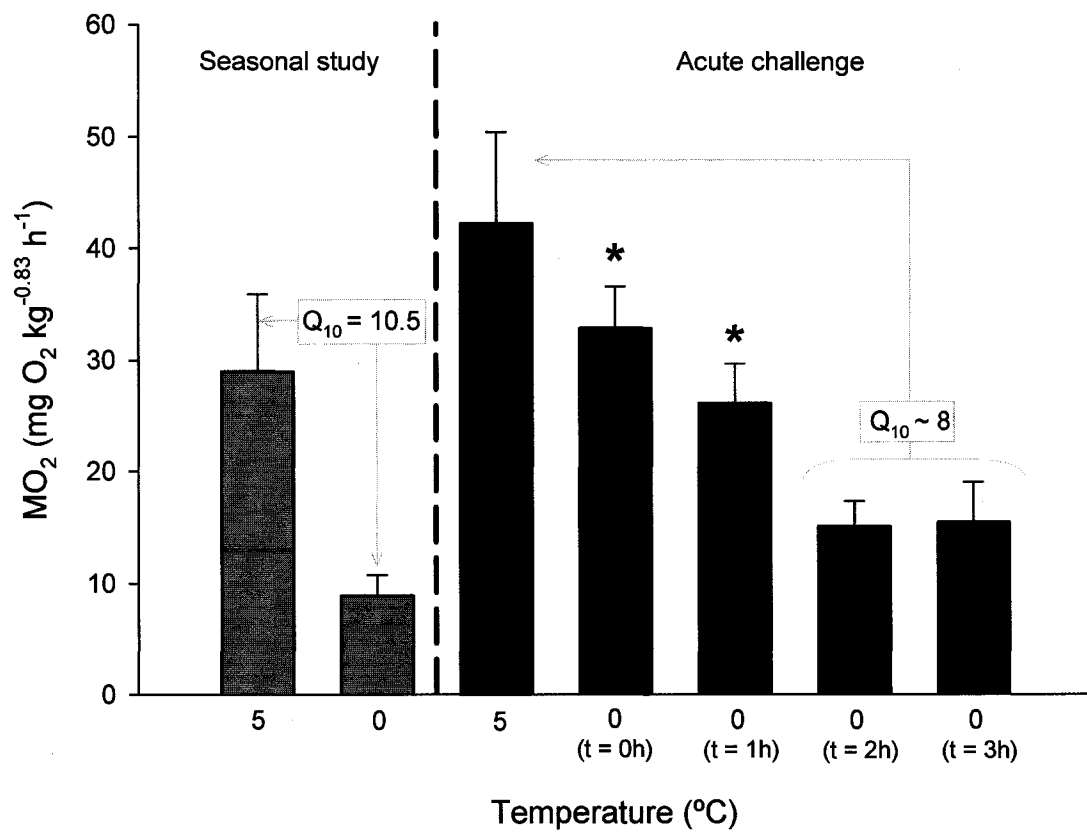 60
50
40
30
20
10
0
MO₂ (mg O₂ kg⁻⁰·⁸³ h⁻¹)
Seasonal study
Acute challenge
Q₁₀ = 10.5
*
*
Q₁₀ ~ 8
5 0 5 0 0 0 0
(t = 0h) (t = 1h) (t = 2h) (t = 3h)
Temperature (ºC)